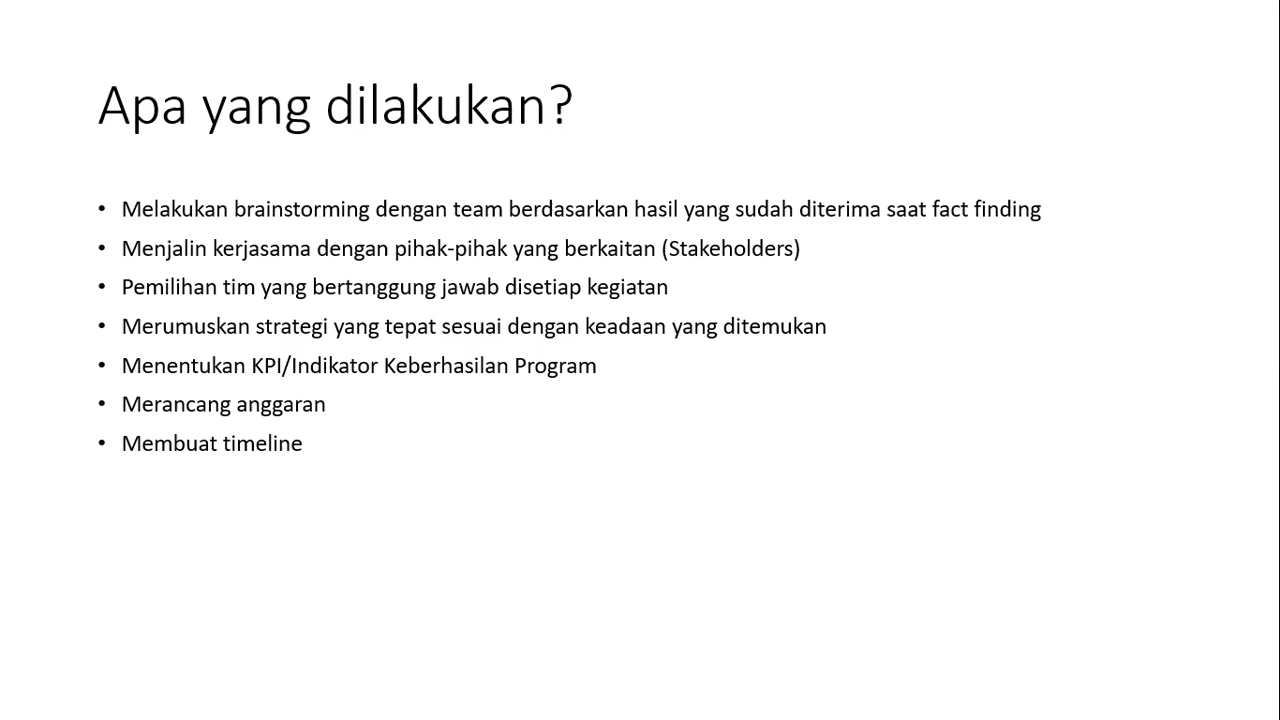 Apa yang dilakukan?
• Melakukan brainstorming dengan team berdasarkan hasil yang sudah diterima saat fact finding
• Menjalin kerjasama dengan pihak-pihak yang berkaitan (Stakeholders)
• Pemilihan tim yang bertanggung jawab disetiap kegiatan
• Merumuskan strategi yang tepat sesuai dengan keadaan yang ditemukan
• Menentukan KPI/Indikator Keberhasilan Program
• Merancang anggaran
• Membuat timeline